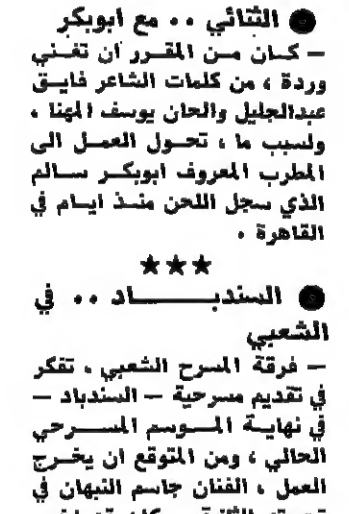 الثنائي .. مع ابوبكر
— كان من المقرر ان تغني
وردة ، من كلمات الشاعر فايق
عبدالجليل والحان يوسف المهنا ،
ولسبب ما ، تحول العمل الى
المطرب المعروف ابوبكر سالم
الذي سجل اللحن منذ ايام في
القاهرة .
★★★
السندبــاد .. في
الشعبي
— فرقة المسرح الشعبي ، تفكر
في تقديم مسرحية — السندباد —
في نهاية الموسم المسرحي
الحالي ، ومن المتوقع ان يخرج
العمل ، الفنان جاسم النبهان في